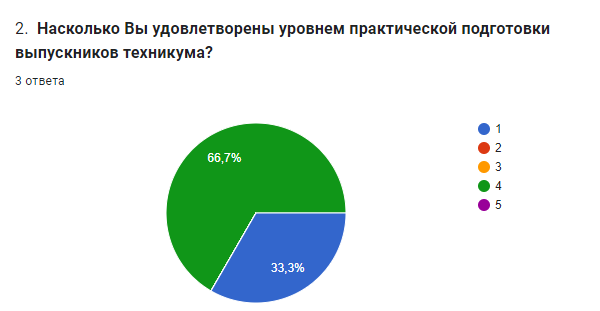 2. Насколько Вы удовлетворены уровнем практической подготовки
выпускников техникума?
3 ответа
66,7%
33,3%
1
2
3
4
5